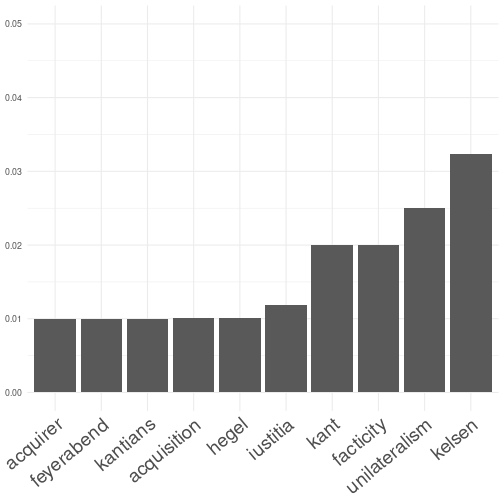 0.05
0.04
0.03
0.02
0.01
0.00
acquirer
feyerabend
kantians
acquisition
hegel
iustitia
kant
facticity
unilateralism
kelsen